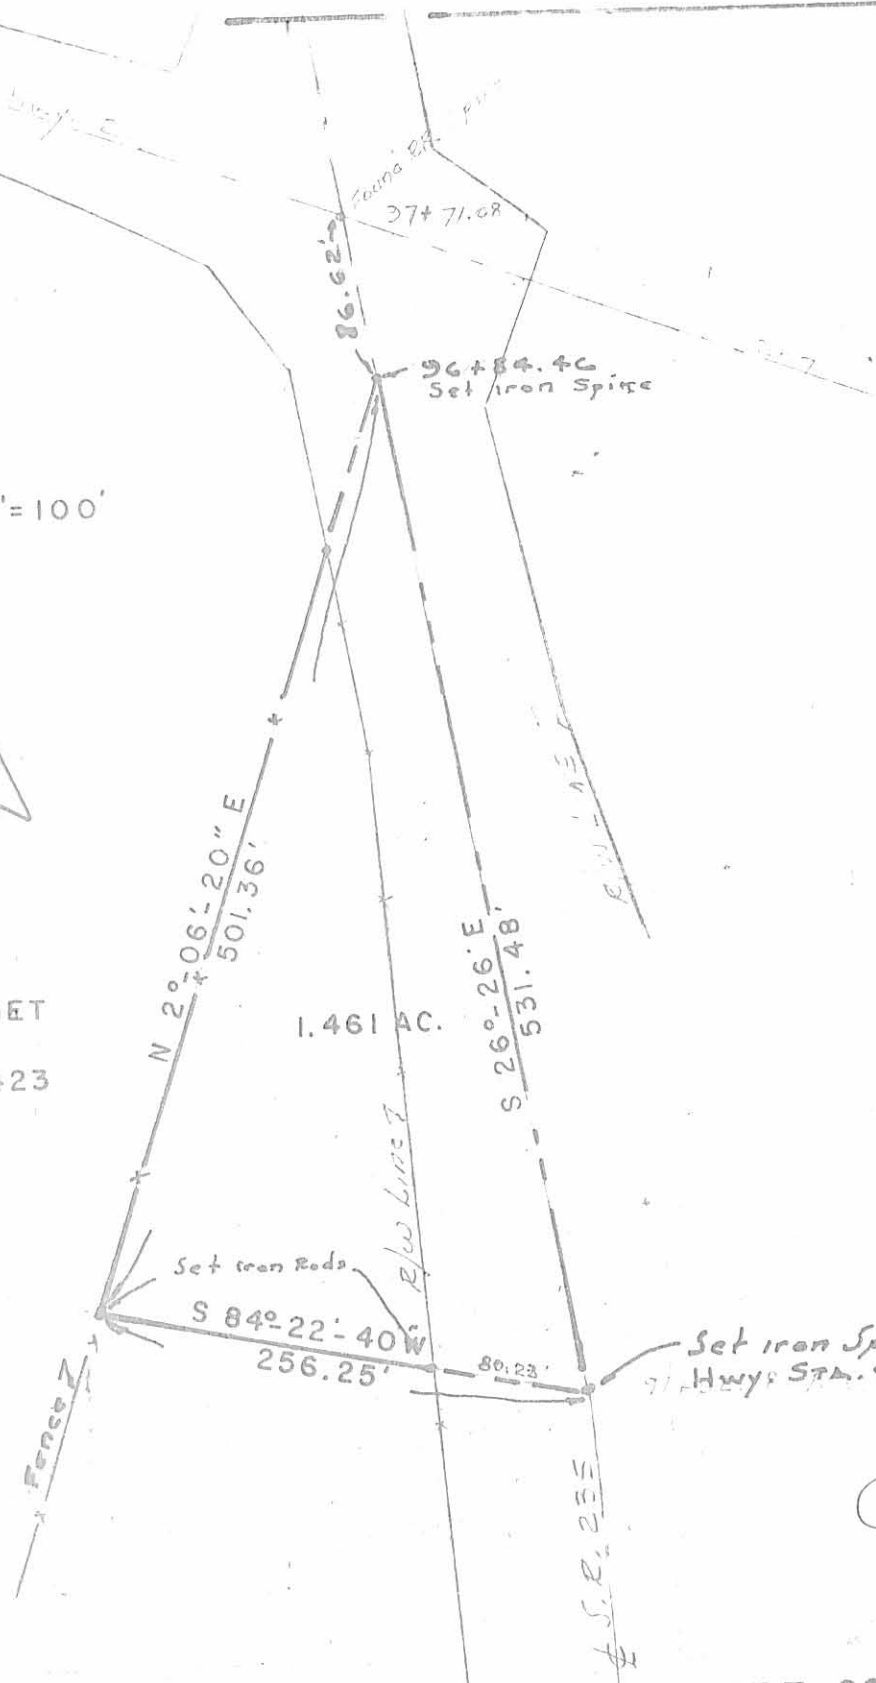 37+71.08
86.62'
96+84.46
Set Iron Spike
'=100'
N 2°-06'-20" E
501.36'
ET
23
1.461 AC.
S 26°-26' E
531.48'
R/W Line
Set Iron Rods
S 84°-22'-40" W
256.25'
80.23'
Set Iron
Hwy. STA.
Fence
S.R. 235